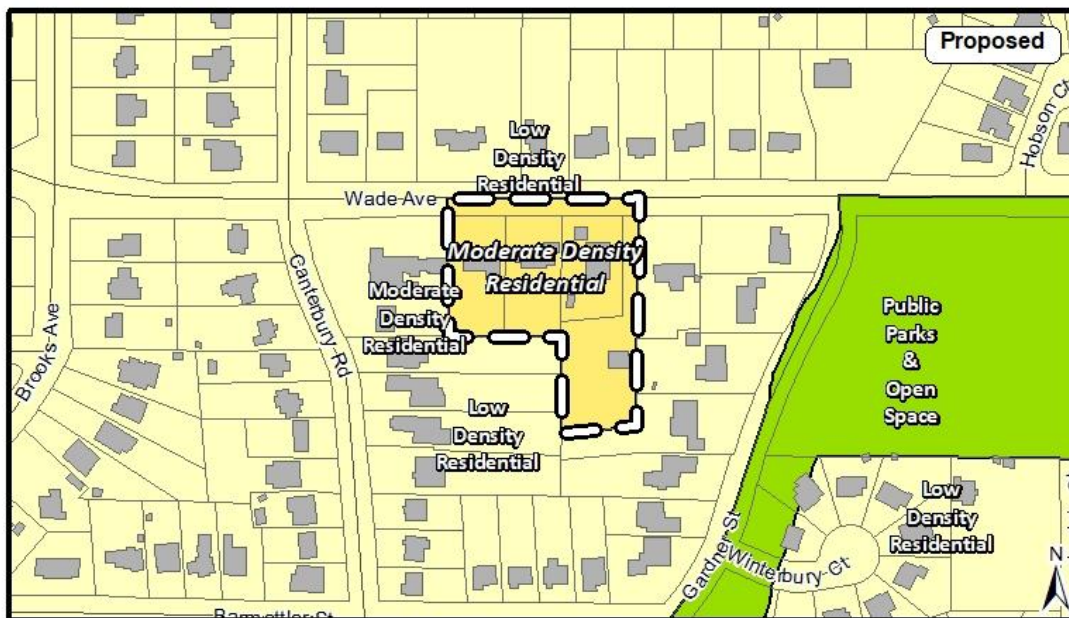 Proposed
Hobson Ct
Low
Density
Residential
Wade Ave
Moderate Density
Residential
Canterbury Rd
Moderate
Density
Residential
Public
Parks
&
Open
Space
Brooks Ave
Low
Density
Residential
Low
Density
Residential
Gardner St
Winterbury Ct
N